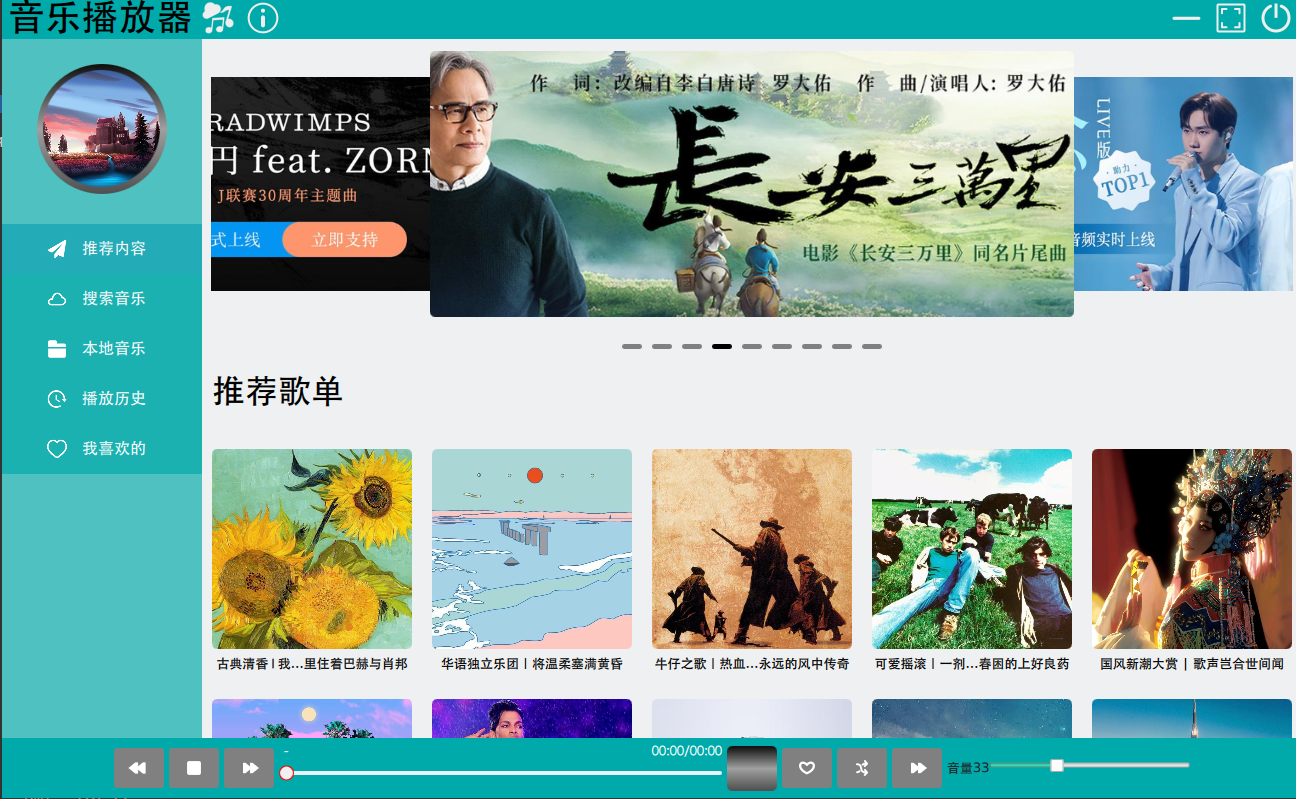 音乐播放器
推荐内容
搜索音乐
本地音乐
播放历史
我喜欢的
RADWIMPS
円 feat. ZORN
J联赛30周年主题曲
式上线
立即支持
作 词: 改编自李白唐诗 罗大佑 作 曲/演唱人: 罗大佑
長安三萬里
电影《长安三万里》同名片尾曲
LIVE版
助力
TOP1
音频实时上线
推荐歌单
古典清香 | 我...里住着巴赫与肖邦
华语独立乐团丨将温柔塞满黄昏
牛仔之歌丨热血...永远的风中传奇
可爱摇滚丨一剂...春困的上好良药
国风新潮大赏 | 歌声岂合世间闻
-
00:00/00:00
音量33